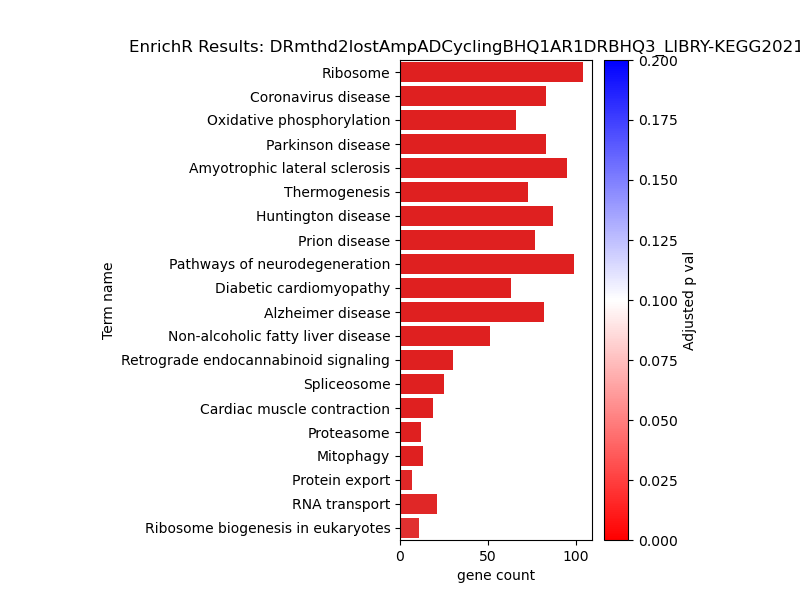 EnrichR Results: DRmthd2lostAmpADCyclingBHQ1AR1DRBHQ3_LIBRY-KEGG2021
Ribosome
Coronavirus disease
Oxidative phosphorylation
Parkinson disease
Amyotrophic lateral sclerosis
Thermogenesis
Huntington disease
Prion disease
Pathways of neurodegeneration
Diabetic cardiomyopathy
Alzheimer disease
Non-alcoholic fatty liver disease
Retrograde endocannabinoid signaling
Spliceosome
Cardiac muscle contraction
Proteasome
Mitophagy
Protein export
RNA transport
Ribosome biogenesis in eukaryotes
Term name
0 50 100
gene count
0.200
0.175
0.150
0.125
0.100
0.075
0.050
0.025
0.000
Adjusted p val